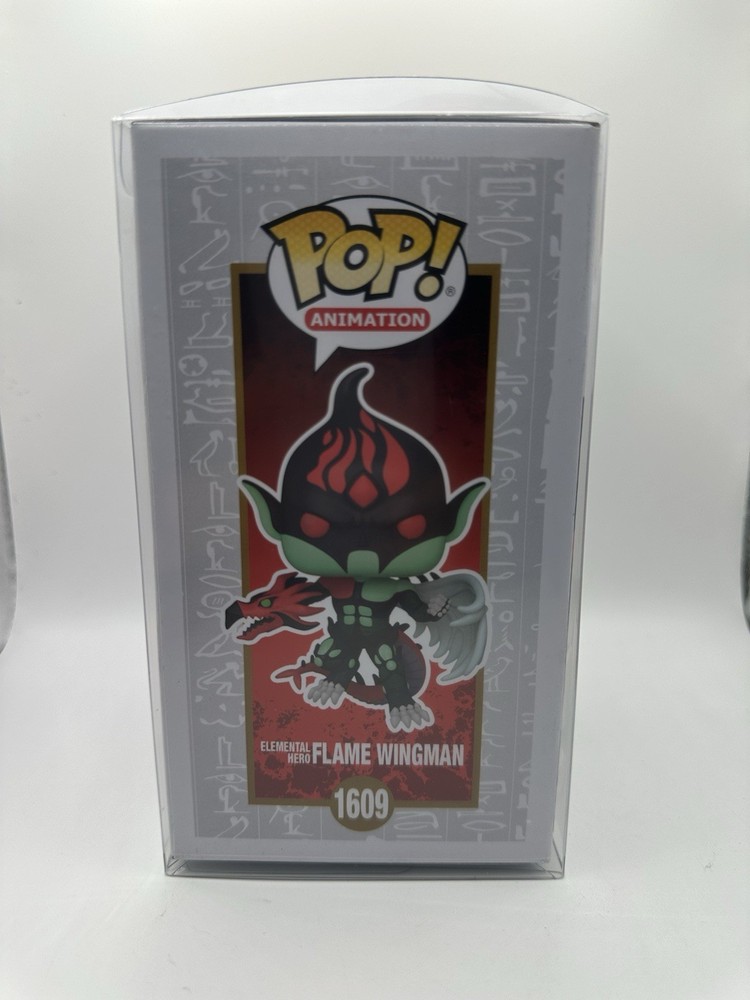 POP!®
ANIMATION
ELEMENTAL HERO FLAME WINGMAN
1609